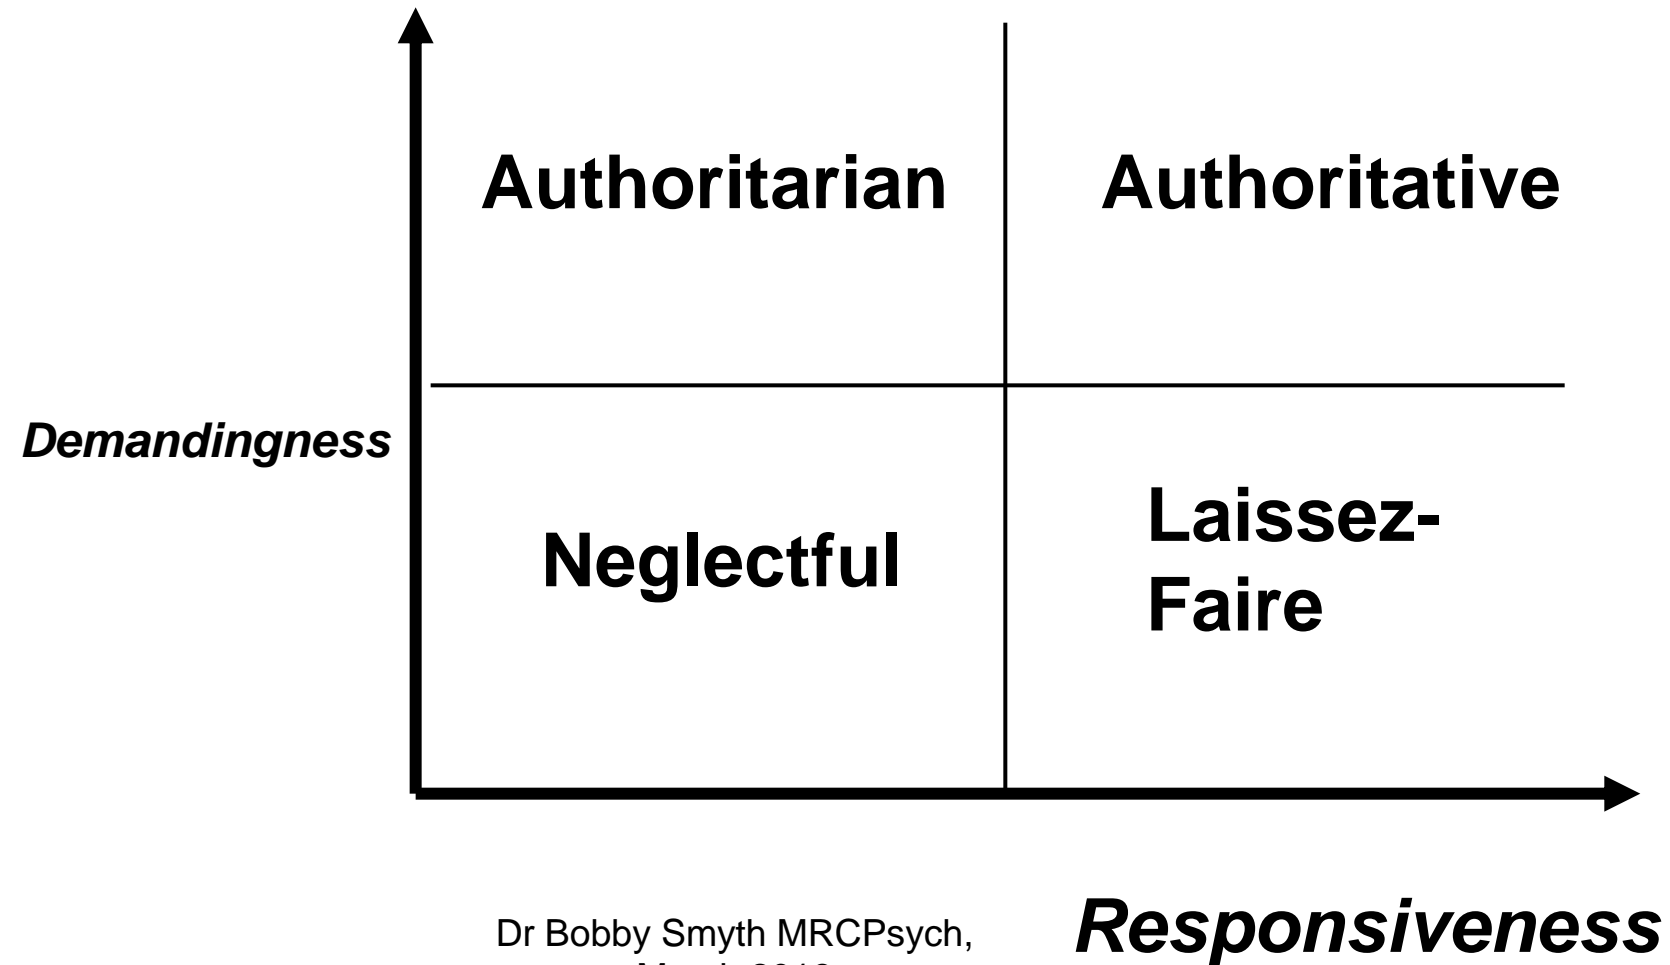 Authoritarian
Authoritative
Demandingness
Neglectful
Laissez-
Faire
Responsiveness
Dr Bobby Smyth MRCPsych,